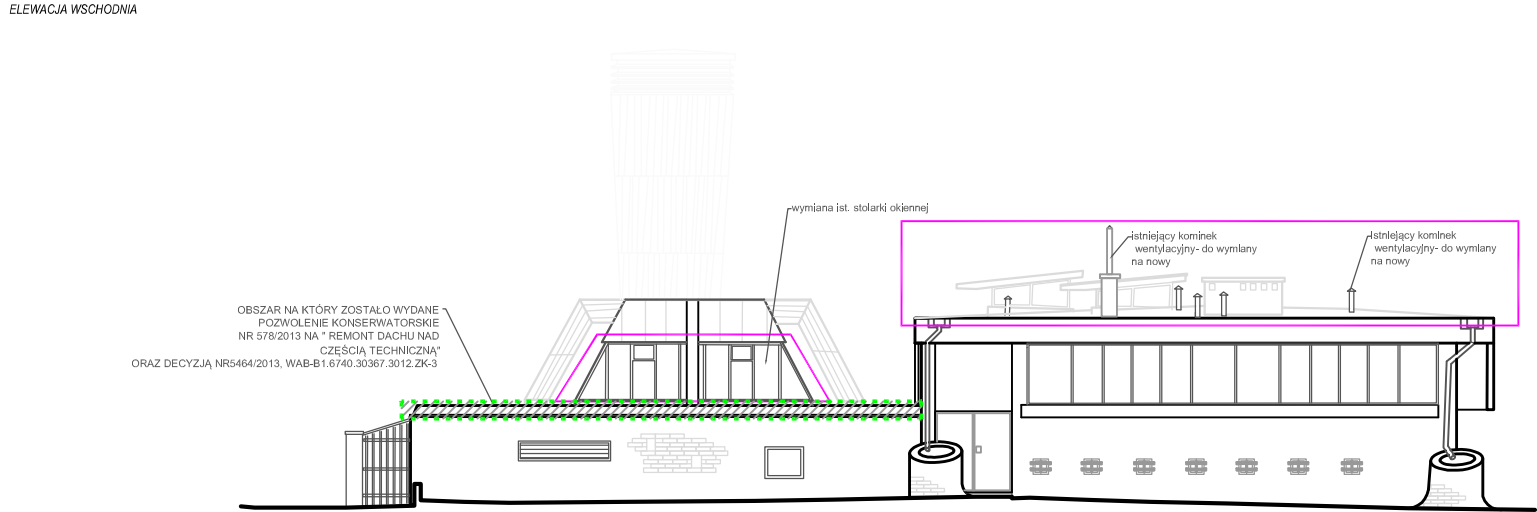 ELEWACJA WSCHODNIA
wymiana ist. stolarki okiennej
istniejący kominek
wentylacyjny- do wymiany
na nowy
istniejący kominek
wentylacyjny- do wymiany
na nowy
OBSZAR NA KTÓRY ZOSTAŁO WYDANE
POZWOLENIE KONSERWATORSKIE
NR 578/2013 NA " REMONT DACHU NAD
CZĘŚCIĄ TECHNICZNĄ"
ORAZ DECYZJĄ NR5464/2013, WAB-B1.6740.30367.3012.ZK-3